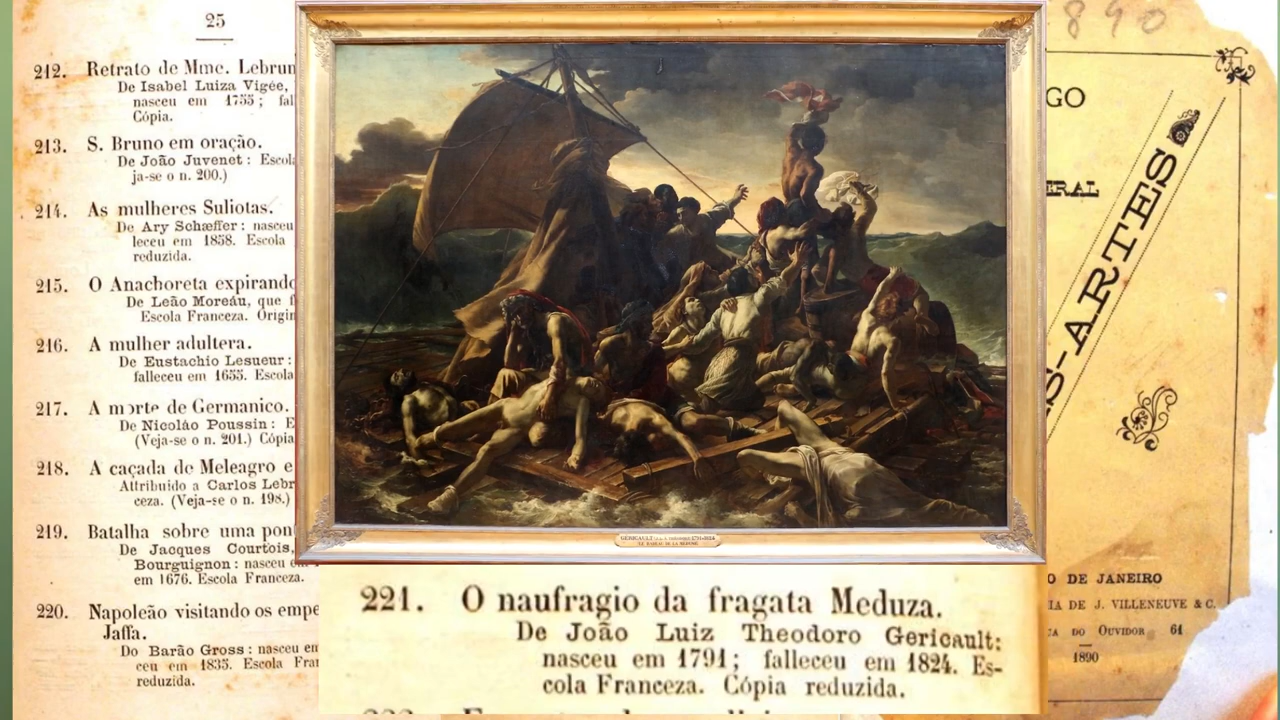 25
212. Retrato de Mme. Lebrun
De Isabel Luiza Vigée,
nasceu em 1755; fal
Cópia.
213. S. Bruno em oração.
De João Juvenet: Escola
ja-se o n. 200.)
214. As mulheres Suliotas.
De Ary Schæffer: nasceu
leceu em 1858. Escola
reduzida.
215. O Anachoreta expirando
De Leão Moreáu, que f
Escola Franceza. Origin
216. A mulher adultera.
De Eustachio Lesueur:
falleceu em 1655. Escola
217. A morte de Germanico.
De Nicoláo Poussin: E
(Veja-se o n. 201.) Cópia
218. A caçada de Meleagro e
Attribuido a Carlos Lebr
ceza. (Veja-se o n. 198.)
219. Batalha sobre uma pon
De Jacques Courtois,
Bourguignon: nasceu em
em 1676. Escola Franceza.
220. Napoleão visitando os empe
Jaffa.
Do Barão Gross: nasceu em
ceu em 1835. Escola Fran
reduzida.
221. O naufragio da fragata Meduza.
De João Luiz Theodoro Gericault:
nasceu em 1791; falleceu em 1824. Es-
cola Franceza. Cópia reduzida.
890
GO
ERAL
S-ARTES
O DE JANEIRO
IA DE J. VILLENEUVE & C.
A DO OUVIDOR 61
1890